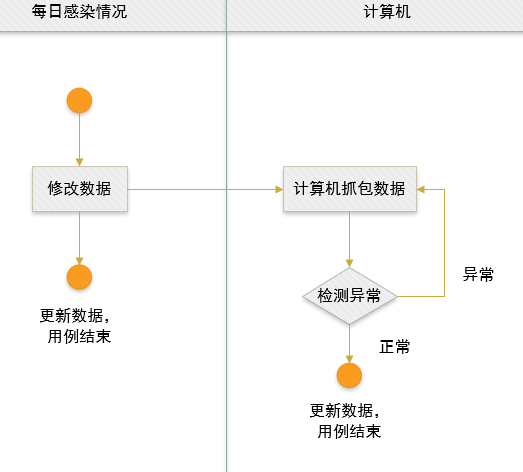 每日感染情况
计算机
修改数据
计算机抓包数据
异常
检测异常
更新数据，
用例结束
正常
更新数据，
用例结束